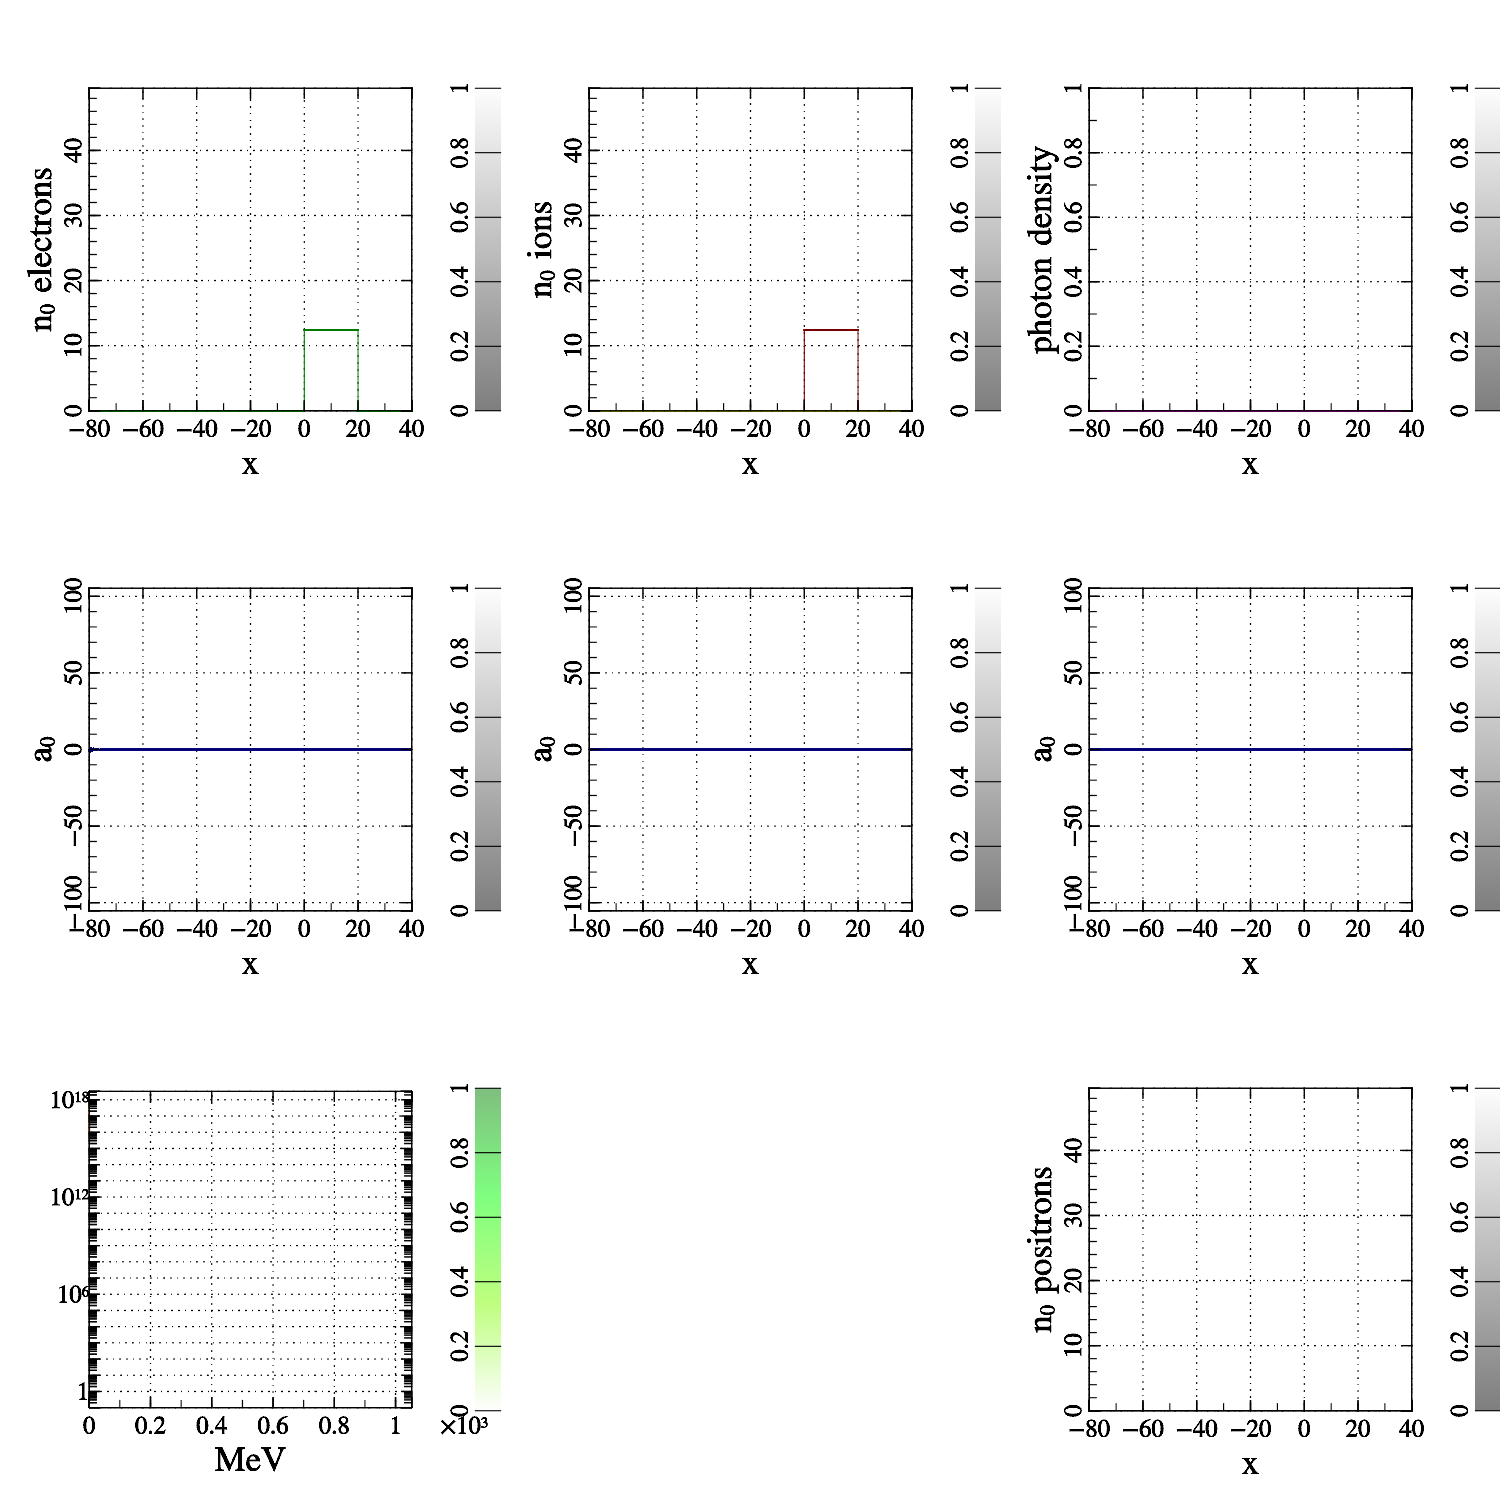 n₀ electrons
0 10 20 30 40
−80 −60 −40 −20 0 20 40
x
0 0.2 0.4 0.6 0.8 1
n₀ ions
0 10 20 30 40
−80 −60 −40 −20 0 20 40
x
0 0.2 0.4 0.6 0.8 1
photon density
0 0.2 0.4 0.6 0.8 1
−80 −60 −40 −20 0 20 40
x
0 0.2 0.4 0.6 0.8 1
a₀
−100 −50 0 50 100
−80 −60 −40 −20 0 20 40
x
0 0.2 0.4 0.6 0.8 1
a₀
−100 −50 0 50 100
−80 −60 −40 −20 0 20 40
x
0 0.2 0.4 0.6 0.8 1
a₀
−100 −50 0 50 100
−80 −60 −40 −20 0 20 40
x
0 0.2 0.4 0.6 0.8 1
10¹⁸
10¹²
10⁶
1
0 0.2 0.4 0.6 0.8 1
×10³
MeV
0 0.2 0.4 0.6 0.8 1
n₀ positrons
0 10 20 30 40
−80 −60 −40 −20 0 20 40
x
0 0.2 0.4 0.6 0.8 1